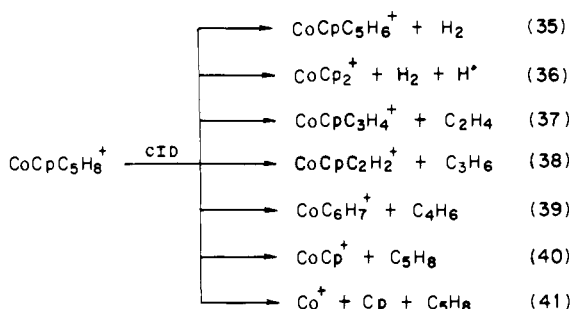 CoCpC₅H₆⁺ + H₂ (35)
CoCp₂⁺ + H₂ + H• (36)
CoCpC₃H₄⁺ + C₂H₄ (37)
CoCpC₅H₈⁺ CID CoCpC₂H₂⁺ + C₃H₆ (38)
CoC₆H₇⁺ + C₄H₆ (39)
CoCp⁺ + C₅H₈ (40)
Co⁺ + Cp + C₅H₈ (41)